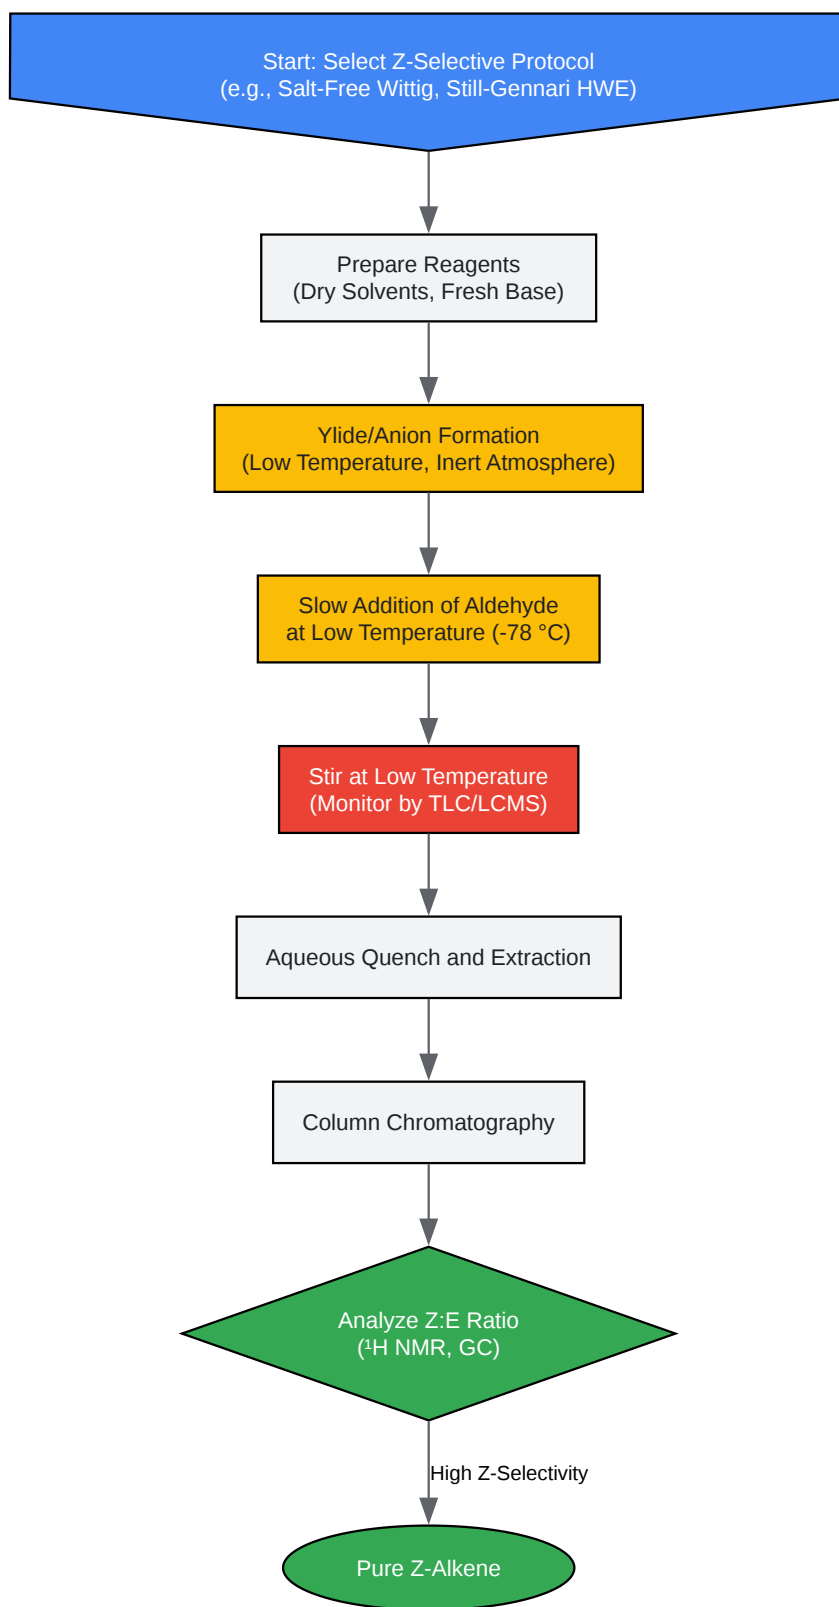 Start: Select Z-Selective Protocol
(e.g., Salt-Free Wittig, Still-Gennari HWE)
Prepare Reagents
(Dry Solvents, Fresh Base)
Ylide/Anion Formation
(Low Temperature, Inert Atmosphere)
Slow Addition of Aldehyde
at Low Temperature (-78 °C)
Stir at Low Temperature
(Monitor by TLC/LCMS)
Aqueous Quench and Extraction
Column Chromatography
Analyze Z:E Ratio
(¹H NMR, GC)
High Z-Selectivity
Pure Z-Alkene